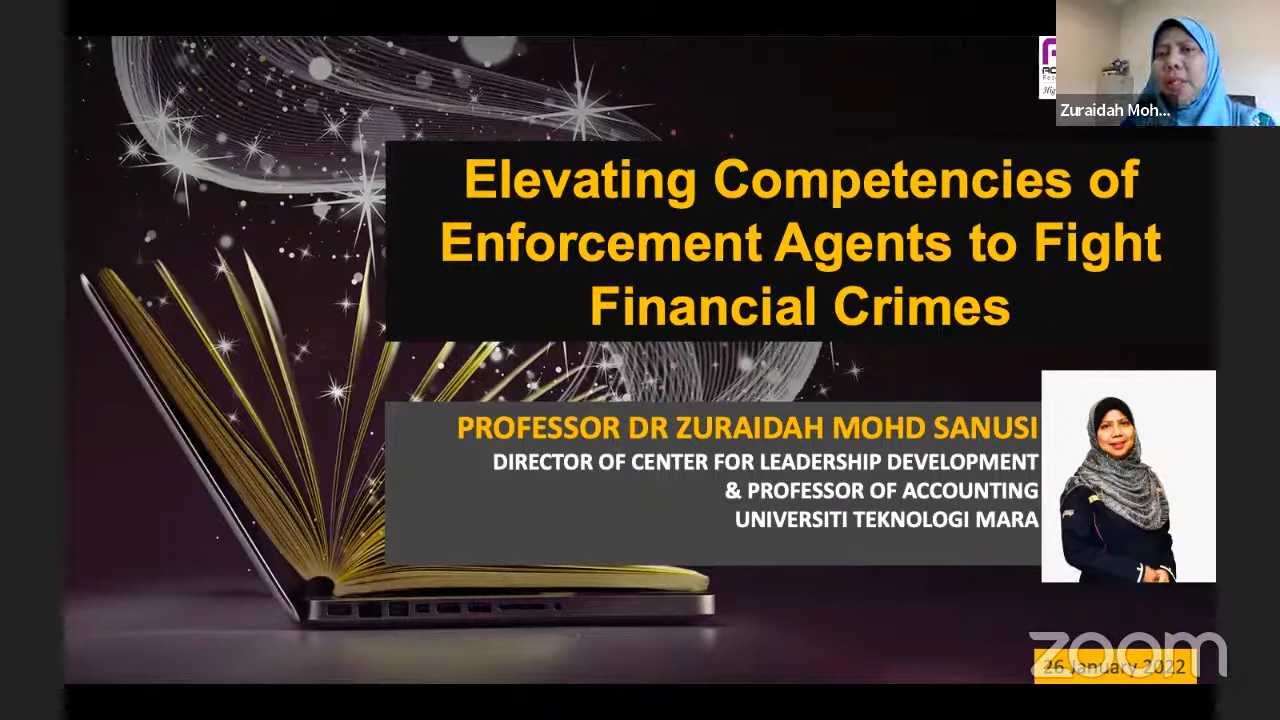 Zuraidah Moh...
Elevating Competencies of
Enforcement Agents to Fight
Financial Crimes
PROFESSOR DR ZURAIDAH MOHD SANUSI
DIRECTOR OF CENTER FOR LEADERSHIP DEVELOPMENT
& PROFESSOR OF ACCOUNTING
UNIVERSITI TEKNOLOGI MARA
zoom
26 January 2022